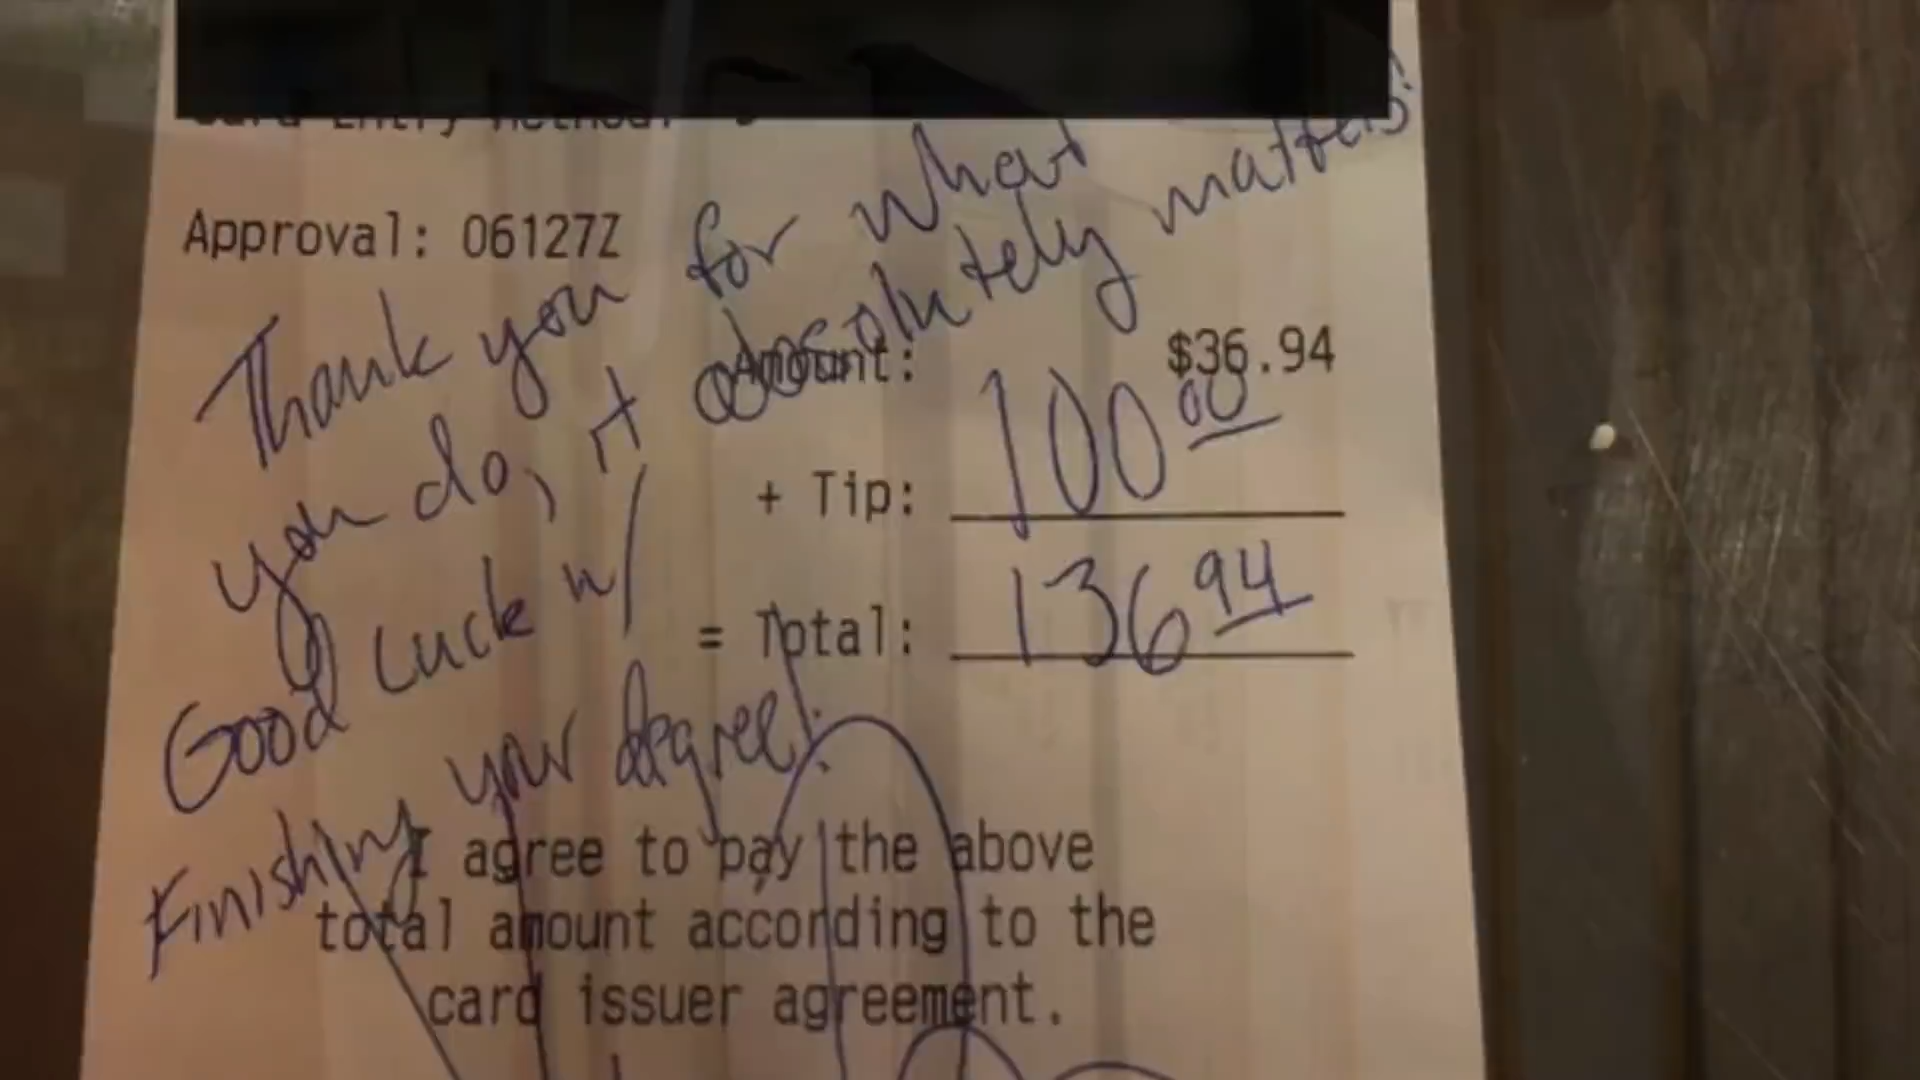 Approval: 06127Z
Thank you for what
you do, it absolutely matters!
Good Luck w/
Finishing your degree!
Amount: $36.94
+ Tip: 100 00
= Total: 136 94
I agree to pay the above
total amount according to the
card issuer agreement.